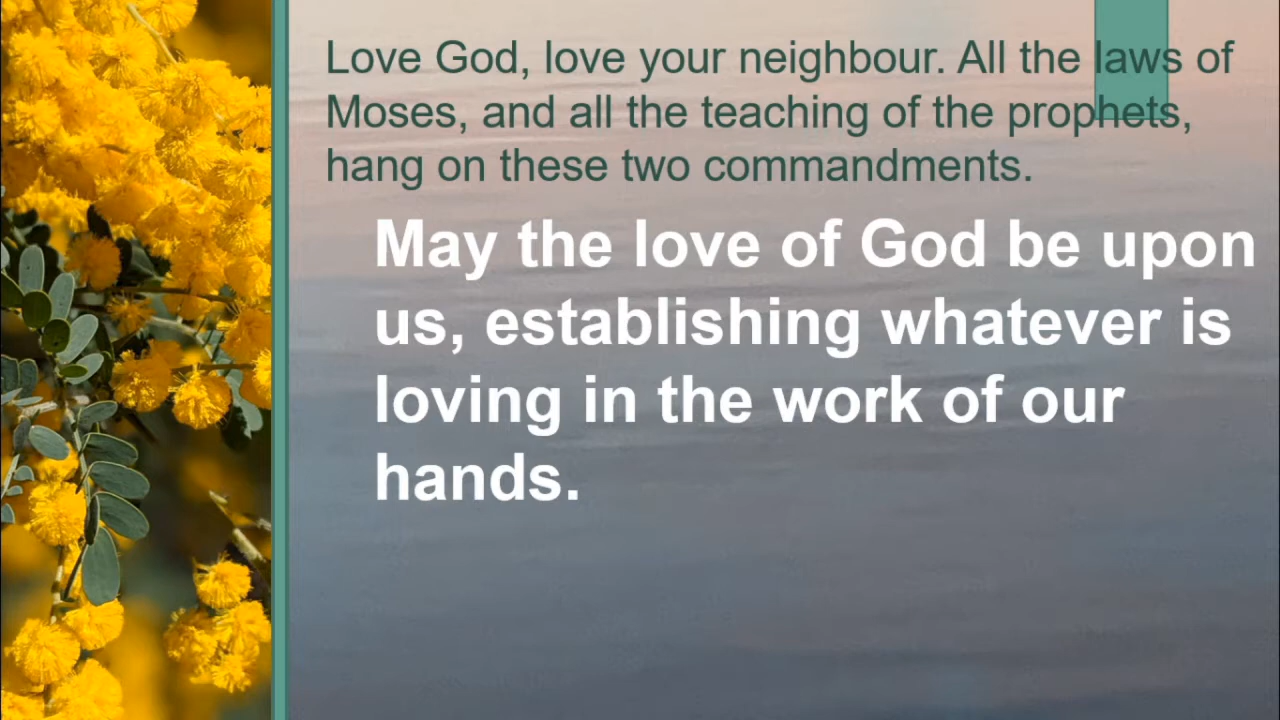 Love God, love your neighbour. All the laws of
Moses, and all the teaching of the prophets,
hang on these two commandments.
May the love of God be upon
us, establishing whatever is
loving in the work of our
hands.